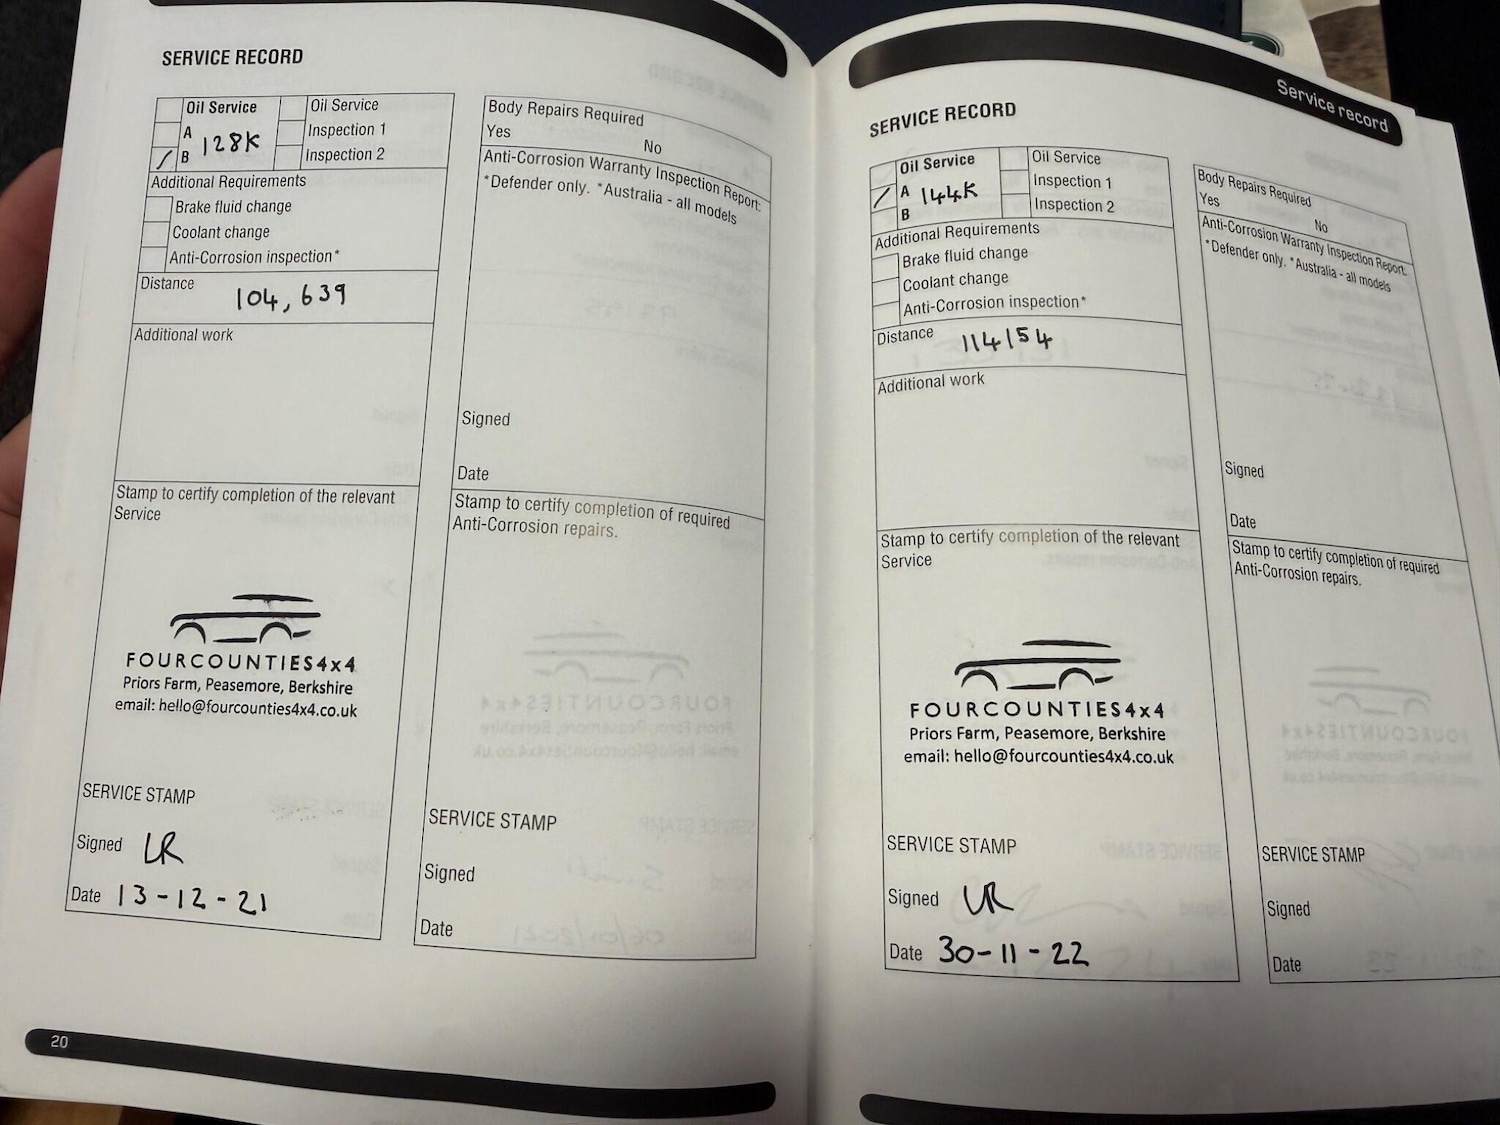 SERVICE RECORD
Oil Service
A
B
128K
Oil Service
Inspection 1
Inspection 2
Additional Requirements
Brake fluid change
Coolant change
Anti-Corrosion inspection*
Distance
104,639
Additional work
Stamp to certify completion of the relevant
Service
FOURCOUNTIES4x4
Priors Farm, Peasemore, Berkshire
email: hello@fourcounties4x4.co.uk
SERVICE STAMP
Signed LR
Date 13-12-21
Body Repairs Required
Yes
No
Anti-Corrosion Warranty Inspection Report:
*Defender only. *Australia - all models
Signed
Date
Stamp to certify completion of required
Anti-Corrosion repairs.
SERVICE STAMP
Signed
Date
20
Service record
SERVICE RECORD
Oil Service
A
B
144K
Oil Service
Inspection 1
Inspection 2
Additional Requirements
Brake fluid change
Coolant change
Anti-Corrosion inspection*
Distance
114154
Additional work
Stamp to certify completion of the relevant
Service
FOURCOUNTIES4x4
Priors Farm, Peasemore, Berkshire
email: hello@fourcounties4x4.co.uk
SERVICE STAMP
Signed LR
Date 30-11-22
Body Repairs Required
Yes
No
Anti-Corrosion Warranty Inspection Report:
*Defender only. *Australia - all models
Signed
Date
Stamp to certify completion of required
Anti-Corrosion repairs.
SERVICE STAMP
Signed
Date